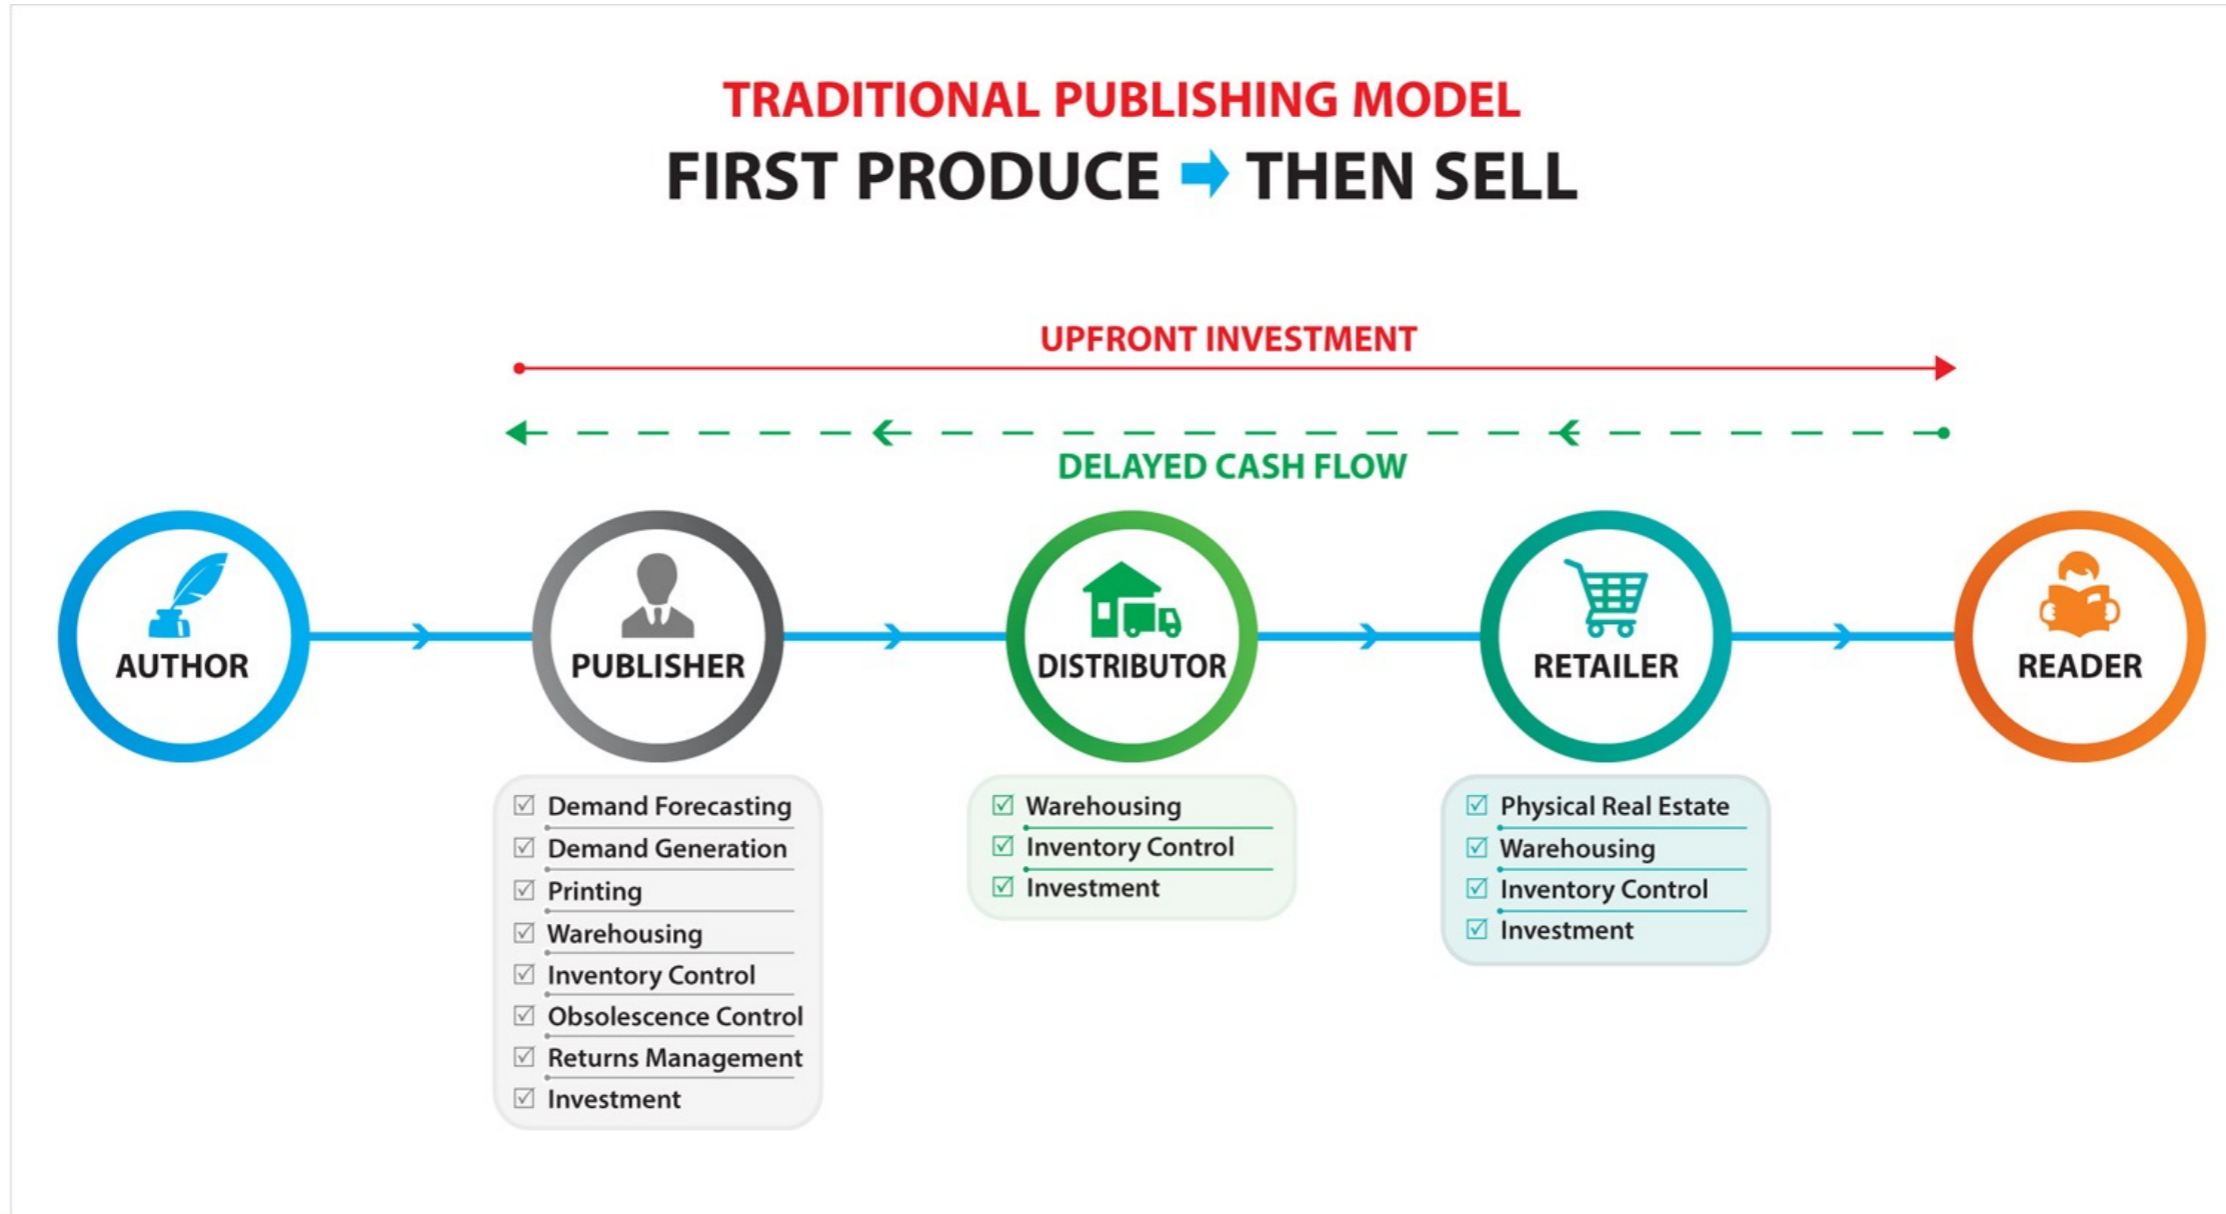 TRADITIONAL PUBLISHING MODEL
FIRST PRODUCE THEN SELL
UPFRONT INVESTMENT
DELAYED CASH FLOW
AUTHOR
PUBLISHER
DISTRIBUTOR
RETAILER
READER
Demand Forecasting
Demand Generation
Printing
Warehousing
Inventory Control
Obsolescence Control
Returns Management
Investment
Warehousing
Inventory Control
Investment
Physical Real Estate
Warehousing
Inventory Control
Investment